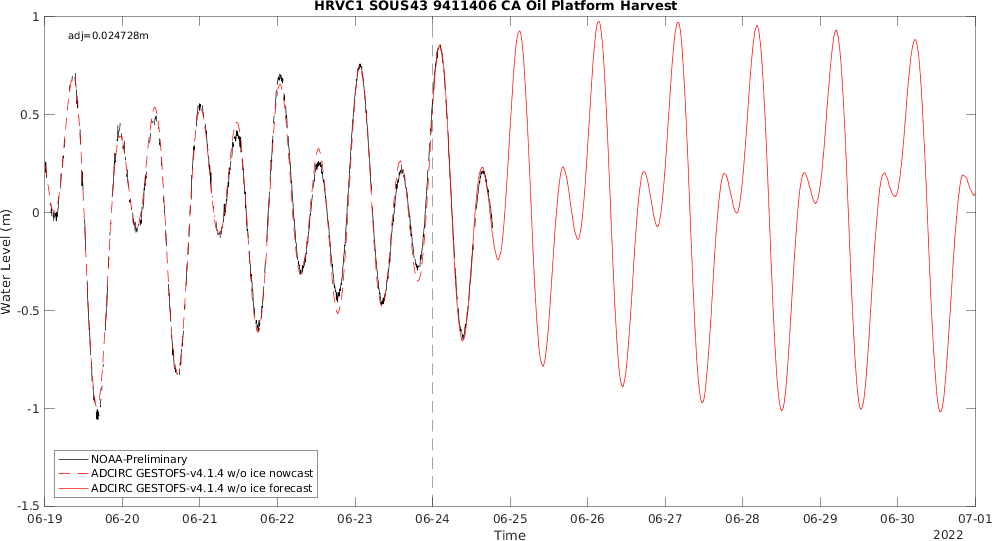 HRVC1 SOUS43 9411406 CA Oil Platform Harvest
adj=0.024728m
1
0.5
0
-0.5
-1
-1.5
Water Level (m)
NOAA-Preliminary
ADCIRC GESTOFS-v4.1.4 w/o ice nowcast
ADCIRC GESTOFS-v4.1.4 w/o ice forecast
06-19 06-20 06-21 06-22 06-23 06-24 06-25 06-26 06-27 06-28 06-29 06-30 07-01
Time
2022